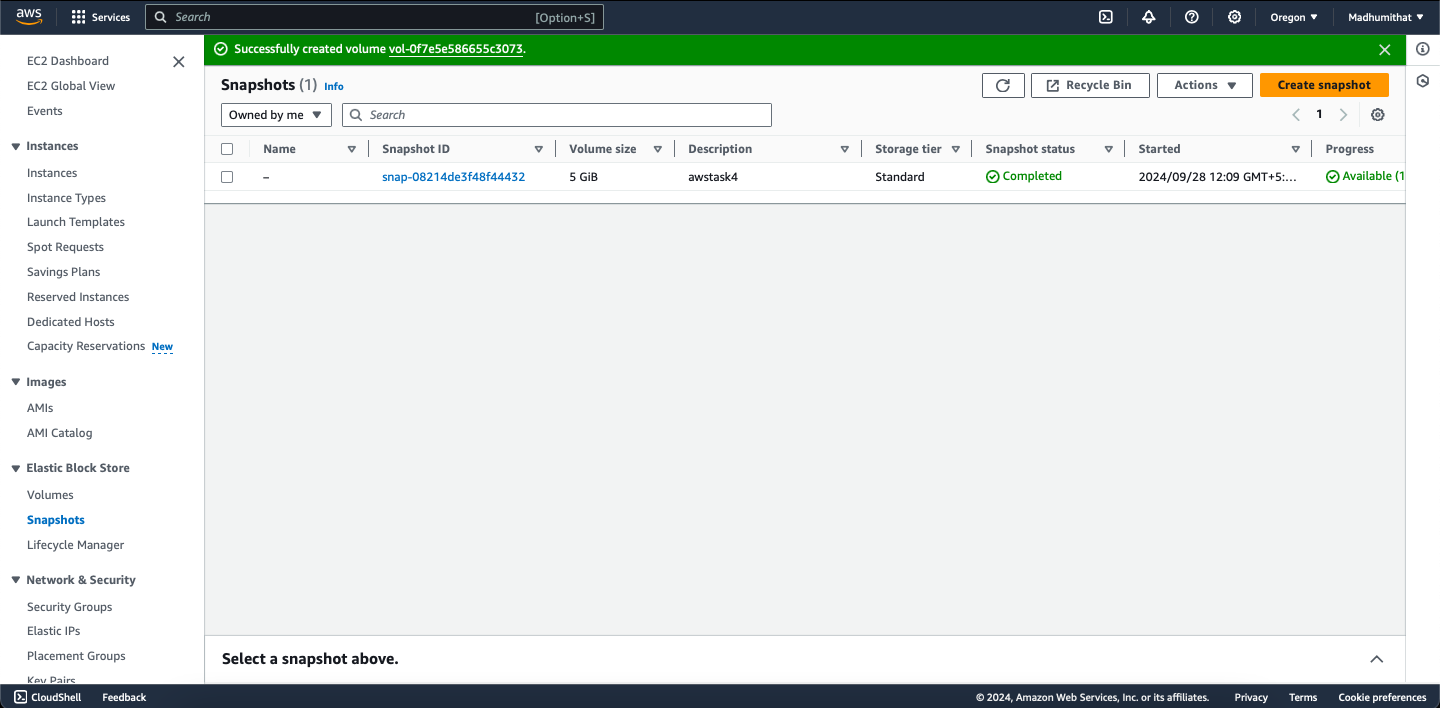 aws Services Search [Option+S] Oregon Madhumithat
EC2 Dashboard
EC2 Global View
Events
Instances
Instances
Instance Types
Launch Templates
Spot Requests
Savings Plans
Reserved Instances
Dedicated Hosts
Capacity Reservations New
Images
AMIs
AMI Catalog
Elastic Block Store
Volumes
Snapshots
Lifecycle Manager
Network & Security
Security Groups
Elastic IPs
Placement Groups
Key Pairs
Successfully created volume vol-0f7e5e586655c3073.
Snapshots (1) Info Recycle Bin Actions Create snapshot
Owned by me Search 1
Name Snapshot ID Volume size Description Storage tier Snapshot status Started Progress
– snap-08214de3f48f44432 5 GiB awstask4 Standard Completed 2024/09/28 12:09 GMT+5:... Available (1
Select a snapshot above.
CloudShell Feedback © 2024, Amazon Web Services, Inc. or its affiliates. Privacy Terms Cookie preferences